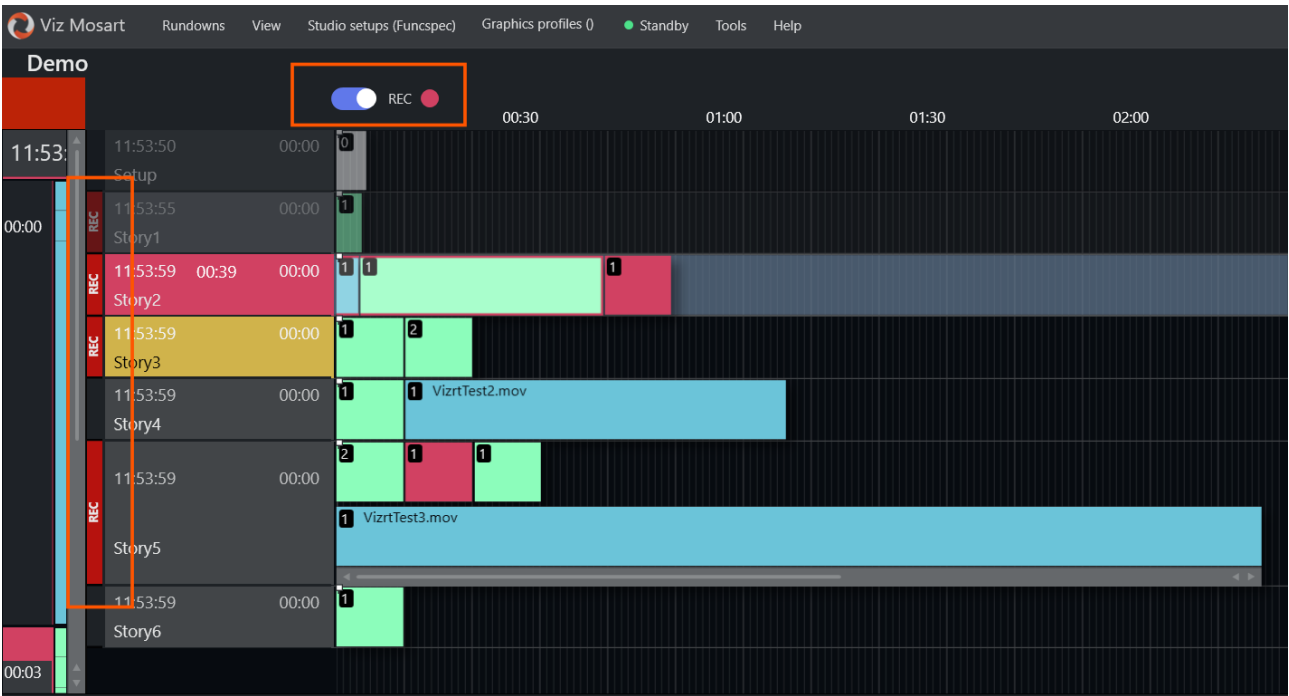 Viz Mosart Rundowns View Studio setups (Funcspec) Graphics profiles () Standby Tools Help
Demo
REC
00:30 01:00 01:30 02:00
11:53:
11:53:50 00:00 0
Setup
00:00
REC
11:53:55 00:00 1
Story1
REC
11:53:59 00:39 00:00 1 1 1
Story2
REC
11:53:59 00:00 1 2
Story3
11:53:59 00:00 1 1 VizrtTest2.mov
Story4
REC
11:53:59 00:00 2 1 1
1 VizrtTest3.mov
Story5
11:53:59 00:00 1
Story6
00:03